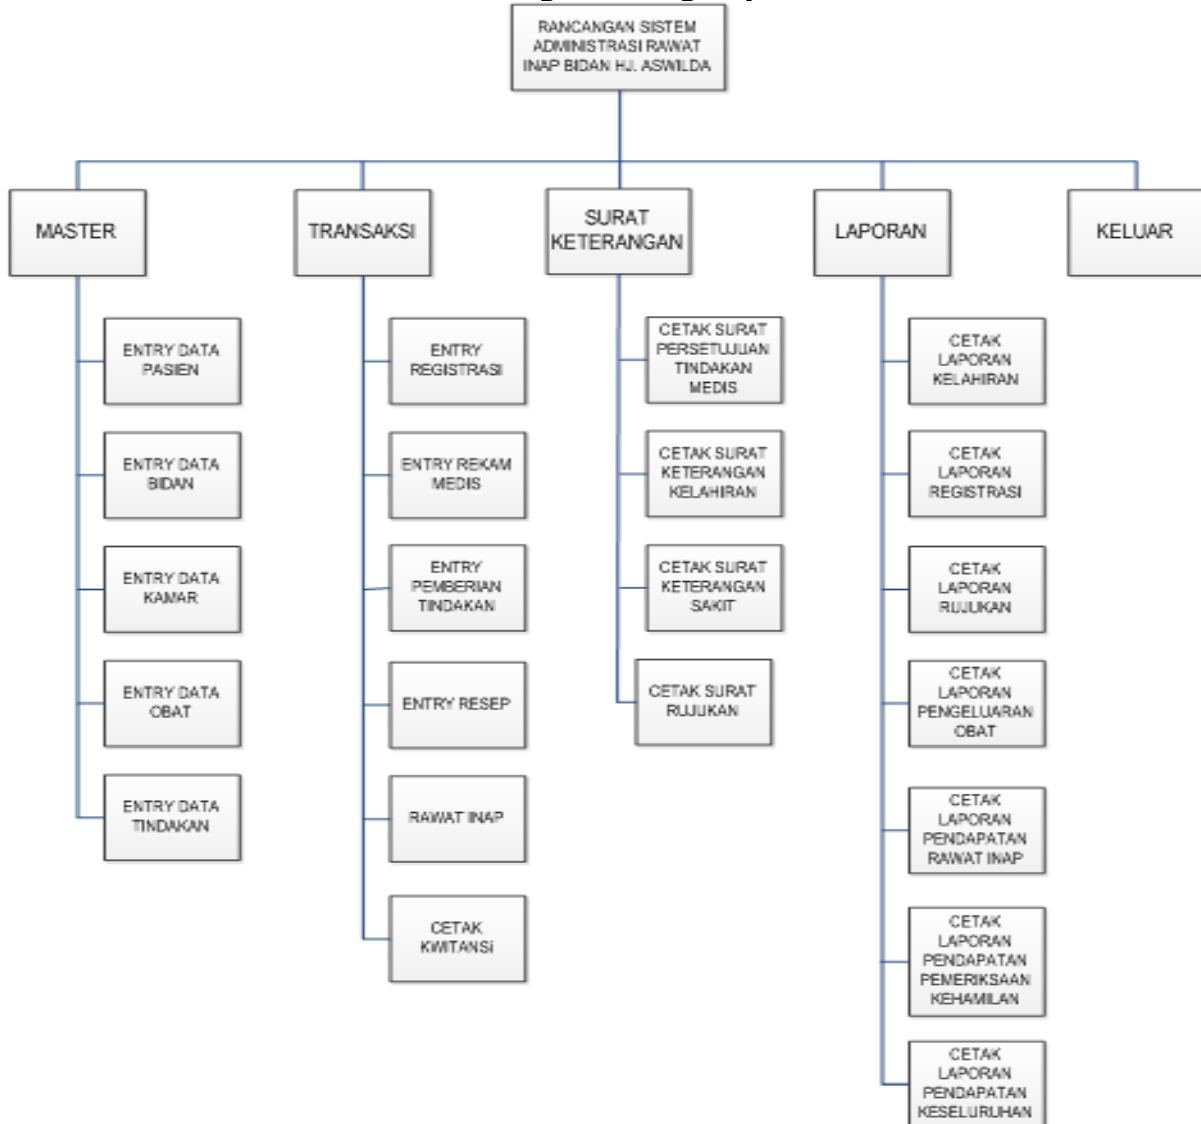 RANCANGAN SISTEM
ADMINISTRASI RAWAT
INAP BIDAN HJ. ASWILDA
MASTER
TRANSAKSI
SURAT
KETERANGAN
LAPORAN
KELUAR
ENTRY DATA
PASIEN
ENTRY DATA
BIDAN
ENTRY DATA
KAMAR
ENTRY DATA
OBAT
ENTRY DATA
TINDAKAN
ENTRY
REGISTRASI
ENTRY REKAM
MEDIS
ENTRY
PEMBERIAN
TINDAKAN
ENTRY RESEP
RAWAT INAP
CETAK
KWITANSi
CETAK SURAT
PERSETUJUAN
TINDAKAN
MEDIS
CETAK SURAT
KETERANGAN
KELAHIRAN
CETAK SURAT
KETERANGAN
SAKIT
CETAK SURAT
RUJUKAN
CETAK
LAPORAN
KELAHIRAN
CETAK
LAPORAN
REGISTRASI
CETAK
LAPORAN
RUJUKAN
CETAK
LAPORAN
PENGELUARAN
OBAT
CETAK
LAPORAN
PENDAPATAN
RAWAT INAP
CETAK
LAPORAN
PENDAPATAN
PEMERIKSAAN
KEHAMILAN
CETAK
LAPORAN
PENDAPATAN
KESELURUHAN